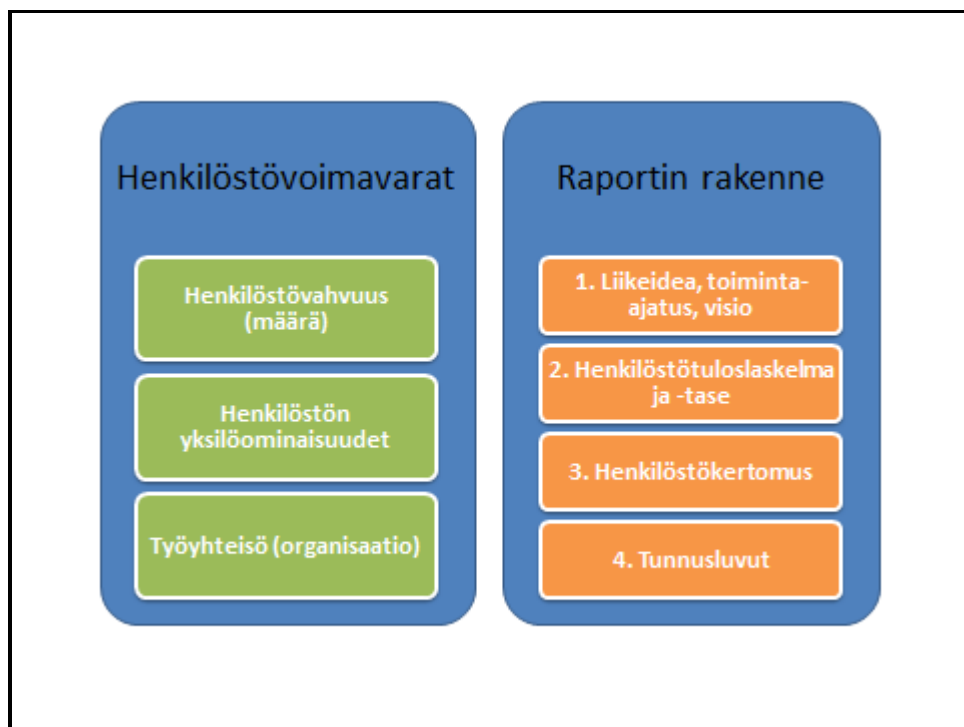 Henkilöstövoimavarat
Henkilöstövahvuus
(määrä)
Henkilöstön
yksilöominaisuudet
Työyhteisö (organisaatio)
Raportin rakenne
1. Liikeidea, toiminta-
ajatus, visio
2. Henkilöstötuloslaskelma
ja -tase
3. Henkilöstökertomus
4. Tunnusluvut